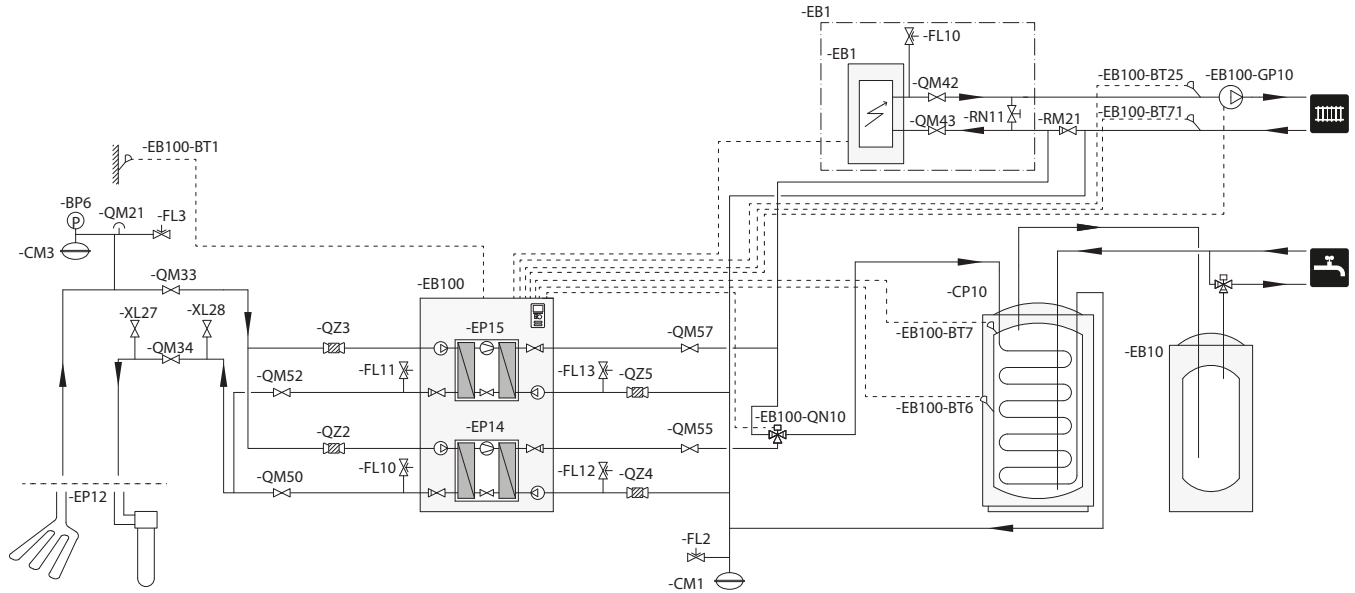 -EB1
-FL10
-EB1
-QM42
-EB100-BT25
-EB100-GP10
-QM43
-RN11
-RM21
-EB100-BT71
-EB100-BT1
-BP6
P
-QM21
-FL3
-CM3
-QM33
-XL27
-XL28
-QM34
-EB100
-QZ3
-EP15
-QM57
-CP10
-EB100-BT7
-EB10
-FL11
-FL13
-QM52
-QZ5
-EB100-BT6
-EB100-QN10
-QZ2
-EP14
-QM55
-FL10
-FL12
-QM50
-QZ4
-EP12
-FL2
-CM1